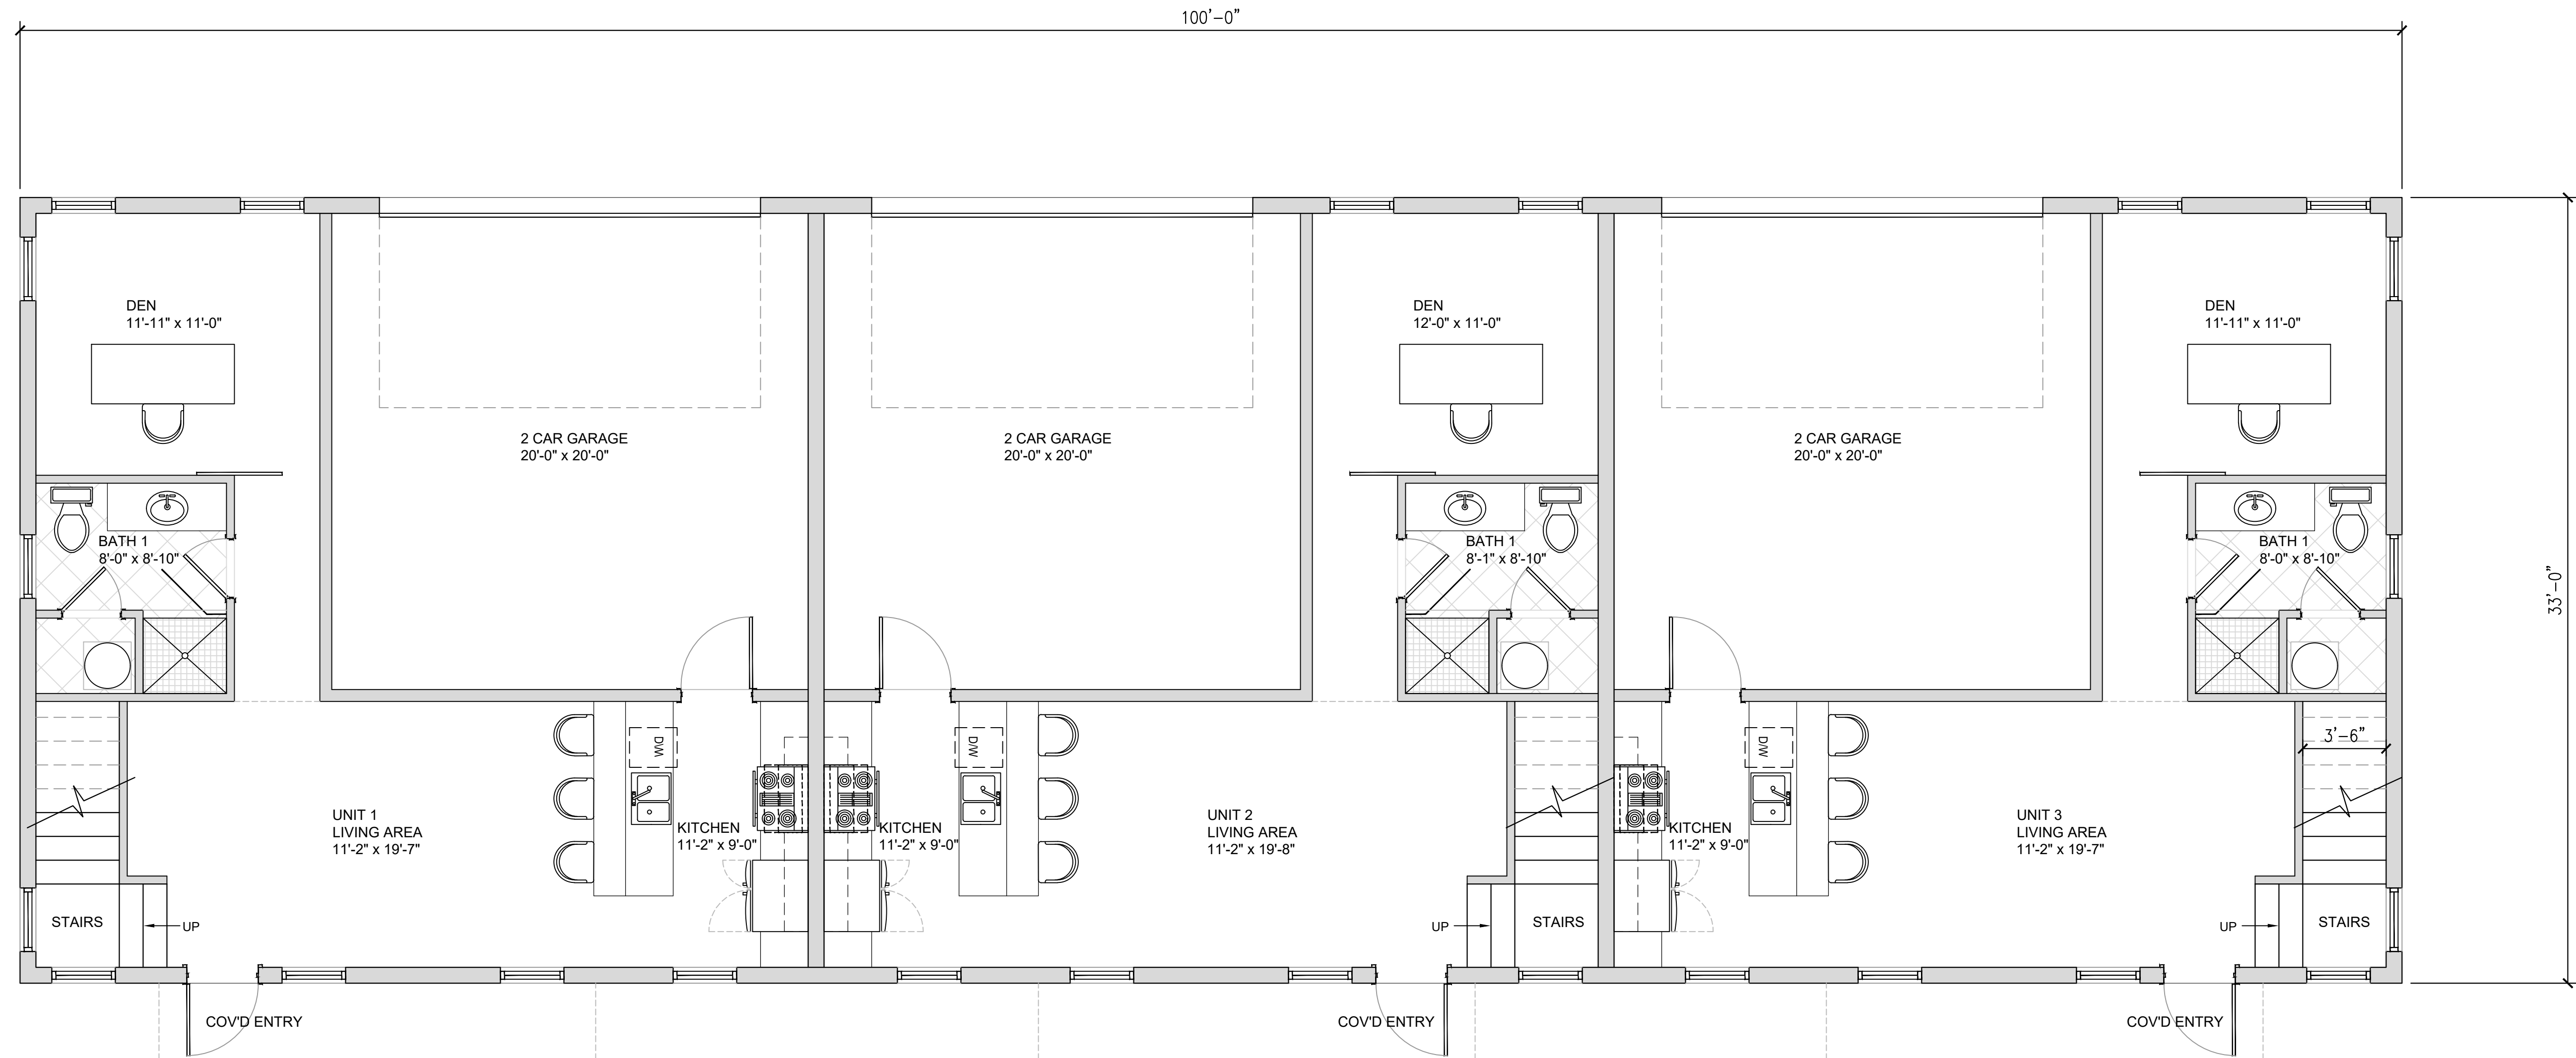 100'-0"
DEN
11'-11" x 11'-0"
DEN
12'-0" x 11'-0"
DEN
11'-11" x 11'-0"
2 CAR GARAGE
20'-0" x 20'-0"
2 CAR GARAGE
20'-0" x 20'-0"
2 CAR GARAGE
20'-0" x 20'-0"
BATH 1
8'-0" x 8'-10"
BATH 1
8'-1" x 8'-10"
BATH 1
8'-0" x 8'-10"
33'-0"
D/W
D/W
D/W
3'-6"
UNIT 1
LIVING AREA
11'-2" x 19'-7"
KITCHEN
11'-2" x 9'-0"
KITCHEN
11'-2" x 9'-0"
UNIT 2
LIVING AREA
11'-2" x 19'-8"
KITCHEN
11'-2" x 9'-0"
UNIT 3
LIVING AREA
11'-2" x 19'-7"
STAIRS
UP
UP
STAIRS
UP
STAIRS
COV'D ENTRY
COV'D ENTRY
COV'D ENTRY